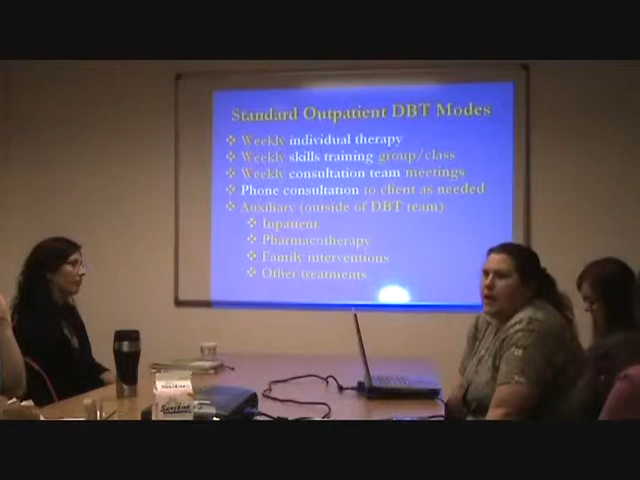 Standard Outpatient DBT Modes
❖ Weekly individual therapy
❖ Weekly skills training group/class
❖ Weekly consultation team meetings
❖ Phone consultation to client as needed
❖ Auxiliary (outside of DBT team)
❖ Inpatient
❖ Pharmacotherapy
❖ Family interventions
❖ Other treatments